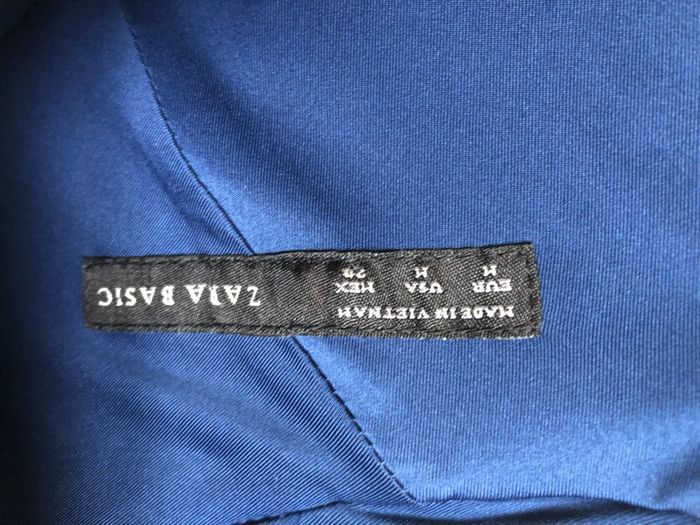 MADE IN VIETNAM
EUR USA MEX
M M 28
ZARA BASIC